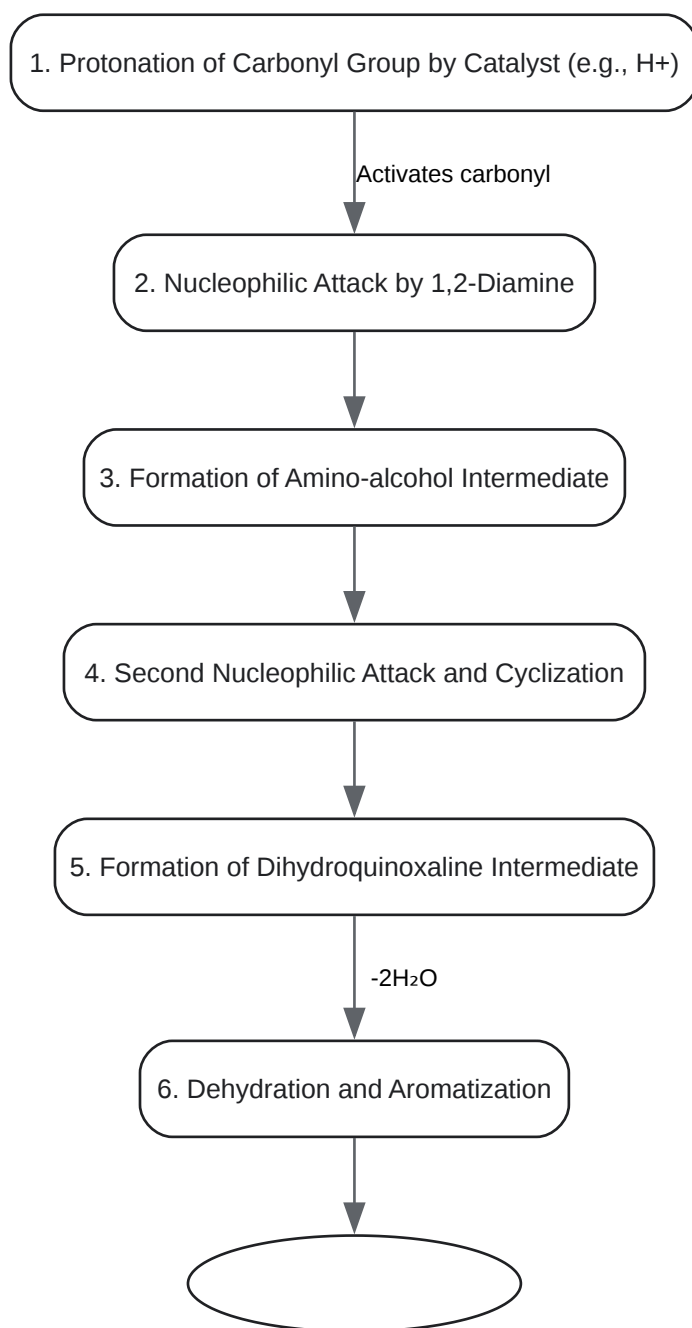 1. Protonation of Carbonyl Group by Catalyst (e.g., H+)
Activates carbonyl
2. Nucleophilic Attack by 1,2-Diamine
3. Formation of Amino-alcohol Intermediate
4. Second Nucleophilic Attack and Cyclization
5. Formation of Dihydroquinoxaline Intermediate
-2H₂O
6. Dehydration and Aromatization